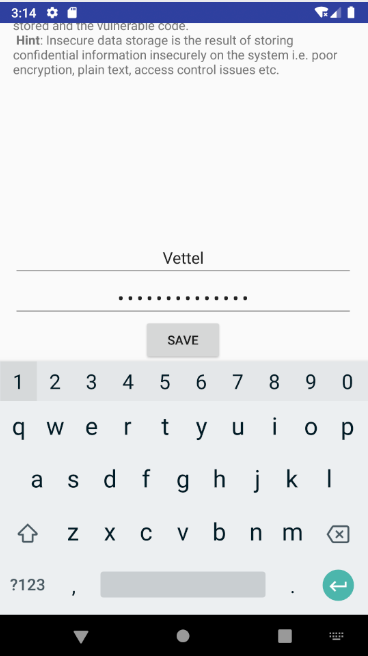 3:14
stored and the vulnerable code.
Hint: Insecure data storage is the result of storing
confidential information insecurely on the system i.e. poor
encryption, plain text, access control issues etc.
Vettel
••••••••••••••
SAVE
1 2 3 4 5 6 7 8 9 0
q w e r t y u i o p
a s d f g h j k l
z x c v b n m
?123 , .